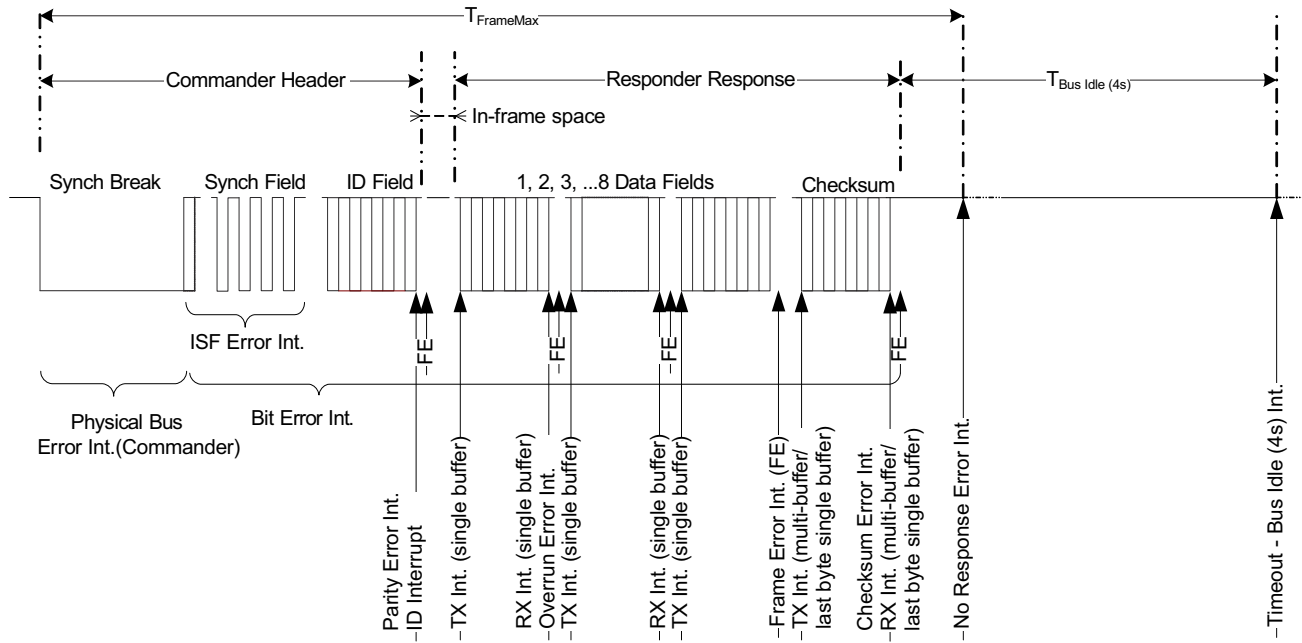 TFrameMax
Commander Header
Responder Response
TBus Idle (4s)
In-frame space
Synch Break
Synch Field
ID Field
1, 2, 3, ...8 Data Fields
Checksum
ISF Error Int.
FE
FE
FE
FE
Physical Bus
Error Int.(Commander)
Bit Error Int.
Parity Error Int.
ID Interrupt
TX Int. (single buffer)
RX Int. (single buffer)
Overrun Error Int.
TX Int. (single buffer)
RX Int. (single buffer)
TX Int. (single buffer)
Frame Error Int. (FE)
TX Int. (multi-buffer/
last byte single buffer)
Checksum Error Int.
RX Int. (multi-buffer/
last byte single buffer)
No Response Error Int.
Timeout - Bus Idle (4s) Int.